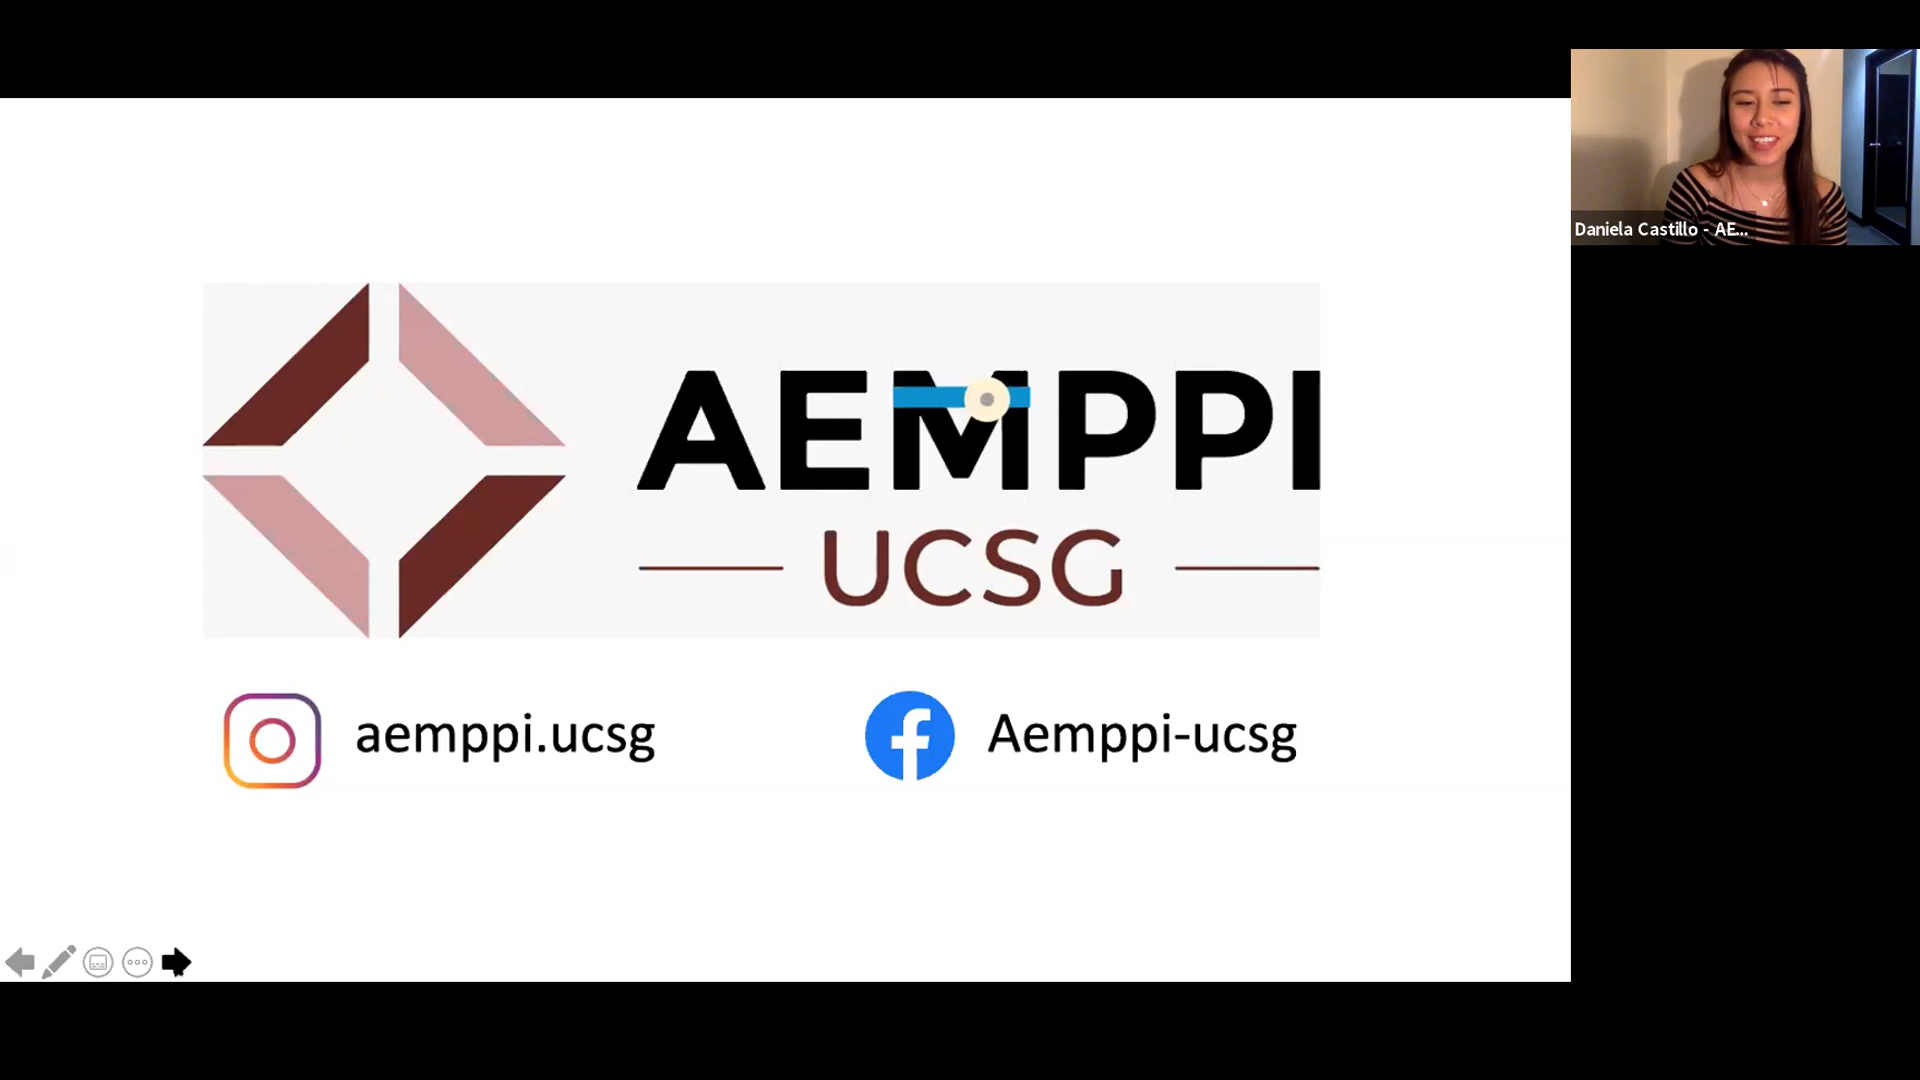 Daniela Castillo - AE...
AEMPPI
UCSG
aemppi.ucsg
Aemppi-ucsg